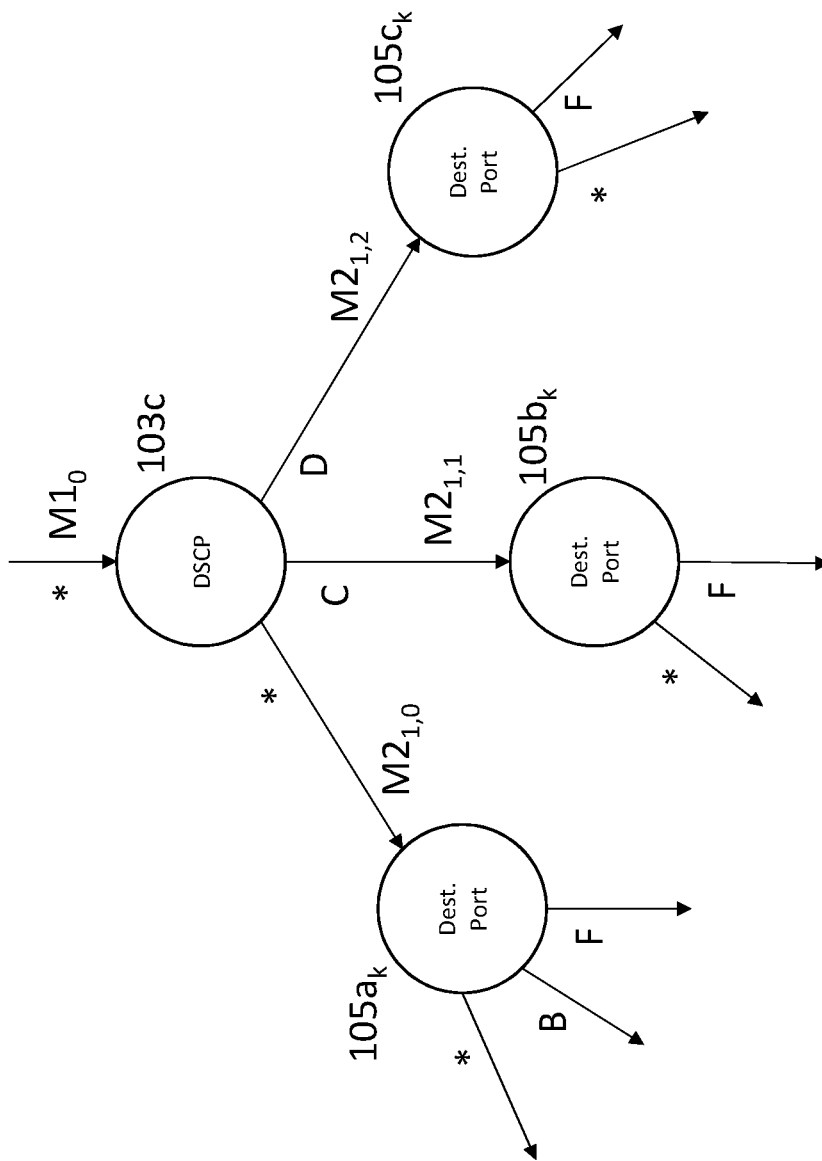 * M1₀
DSCP
103c
* M2₁,₀
C M2₁,₁
D M2₁,₂
105aₖ
Dest.
Port
* B F
105bₖ
Dest.
Port
* F
105cₖ
Dest.
Port
* F